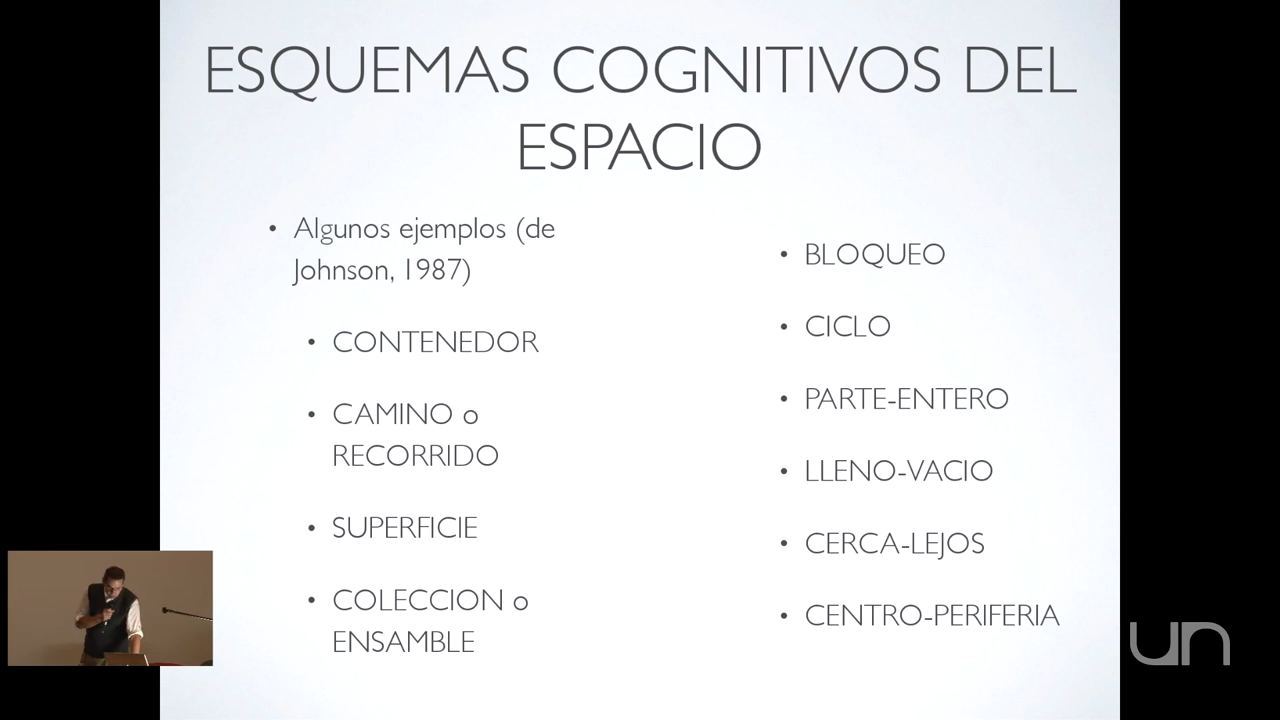 ESQUEMAS COGNITIVOS DEL
ESPACIO
• Algunos ejemplos (de
Johnson, 1987)
• CONTENEDOR
• CAMINO o
RECORRIDO
• SUPERFICIE
• COLECCION o
ENSAMBLE
• BLOQUEO
• CICLO
• PARTE-ENTERO
• LLENO-VACIO
• CERCA-LEJOS
• CENTRO-PERIFERIA
un